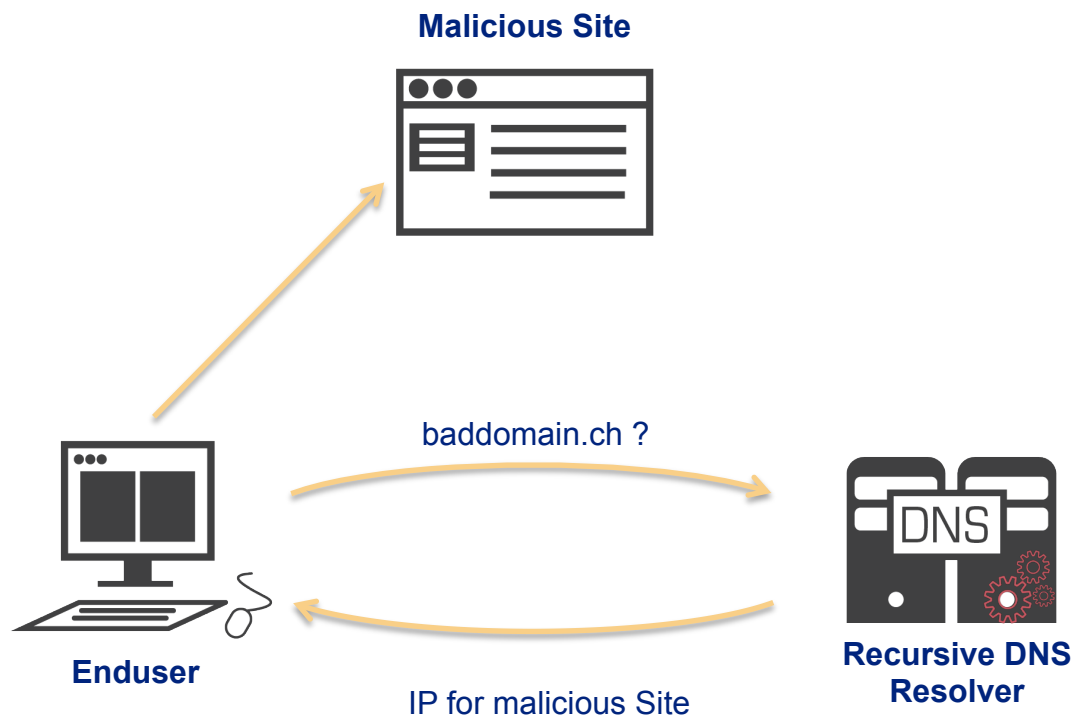 Malicious Site
baddomain.ch ?
DNS
Enduser
Recursive DNS
Resolver
IP for malicious Site